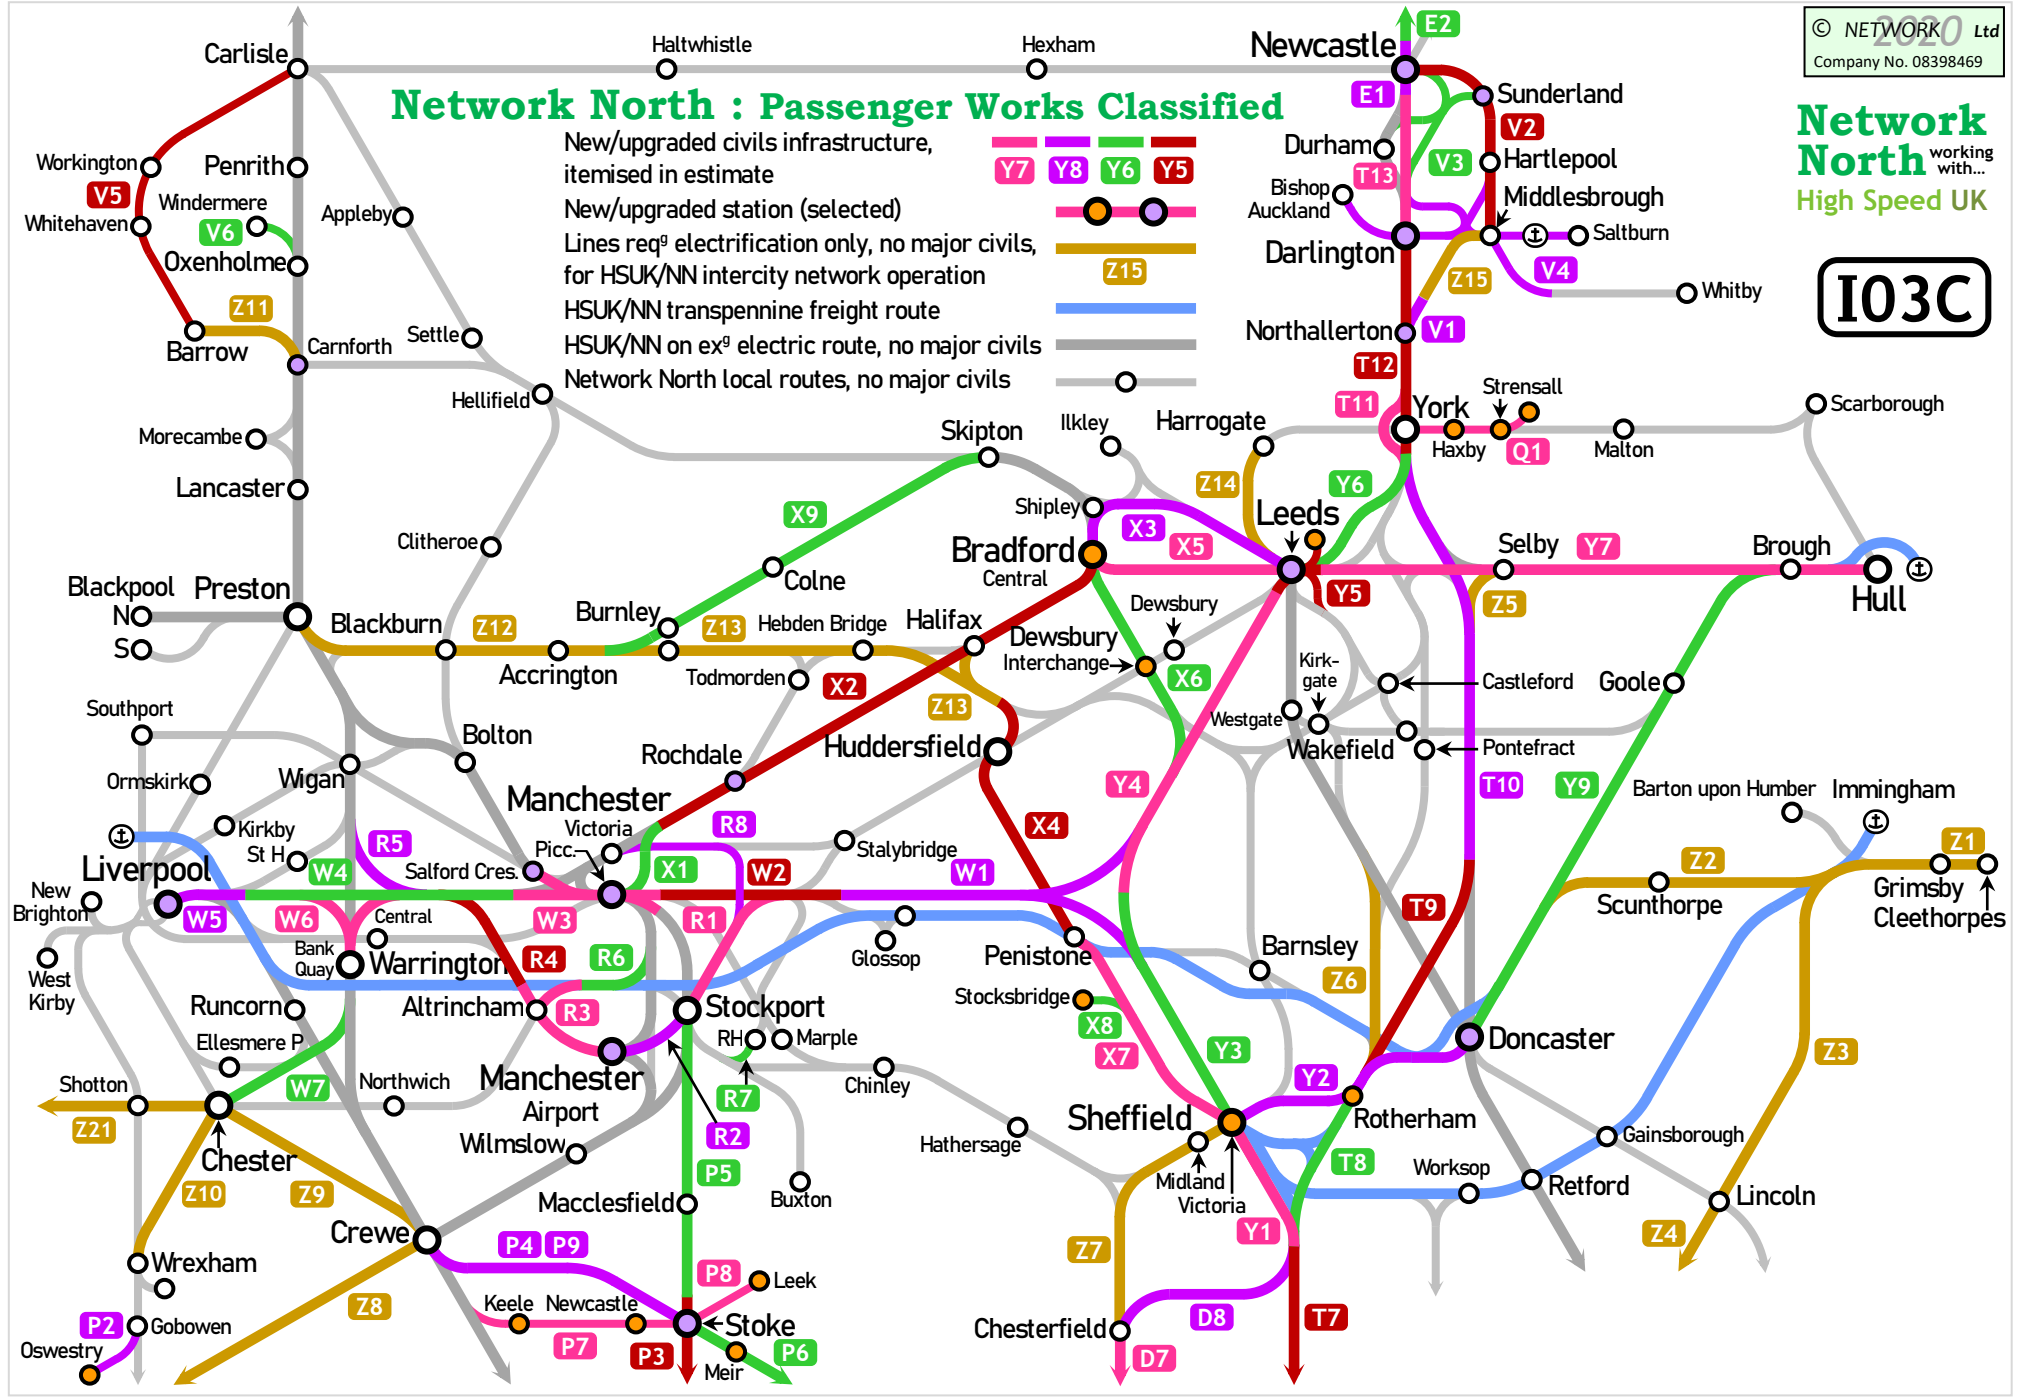 E2
© NETWORK 2020 Ltd
Company No. 08398469
Carlisle
Haltwhistle
Hexham
Newcastle
E1
Sunderland
Network North : Passenger Works Classified
Network
North working
with...
High Speed UK
I03C
New/upgraded civils infrastructure,
itemised in estimate
Y7 Y8 Y6 Y5
New/upgraded station (selected)
Lines reqᵍ electrification only, no major civils,
for HSUK/NN intercity network operation
Z15
HSUK/NN transpennine freight route
HSUK/NN on exᵍ electric route, no major civils
Network North local routes, no major civils
V2
Durham
V3
Hartlepool
T13
Bishop
Auckland
Middlesbrough
Saltburn
Darlington
Z15
V4
Whitby
Northallerton
V1
T12
Workington
Penrith
V5
Windermere
Whitehaven
V6
Appleby
Oxenholme
Z11
Barrow
Carnforth
Settle
Hellifield
Morecambe
Lancaster
Skipton
Ilkley
Harrogate
T11
York
Strensall
Haxby
Q1
Malton
Scarborough
Z14
Y6
X9
Shipley
X3
Leeds
Clitheroe
Bradford
Central
X5
Selby
Y7
Brough
Colne
Blackpool
N
S
Preston
Blackburn
Z12
Burnley
Z13
Hebden Bridge
Halifax
Dewsbury
Y5
Z5
Hull
Accrington
Todmorden
X2
Dewsbury
Interchange
X6
Kirk-
gate
Castleford
Goole
Z13
Southport
Bolton
Rochdale
Huddersfield
Westgate
Wakefield
Pontefract
Ormskirk
Wigan
Manchester
Victoria
Picc.
R8
Y4
T10
Y9
Barton upon Humber
Immingham
Kirkby
St H
R5
Salford Cres.
X1
Stalybridge
X4
Z1
Z2
Liverpool
W4
W2
W1
New
Brighton
W5
W6
Central
W3
R1
T9
Scunthorpe
Grimsby
Cleethorpes
Bank
Quay
Warrington
R4
R6
Glossop
Penistone
Barnsley
West
Kirby
Z6
Runcorn
Altrincham
R3
Stockport
Stocksbridge
X8
Doncaster
Ellesmere P
RH
Marple
X7
Y3
Z3
Shotton
W7
Northwich
Manchester
Airport
R7
Chinley
Y2
Z21
Sheffield
Rotherham
Chester
Wilmslow
R2
Hathersage
Gainsborough
Z10
Z9
P5
Midland
Victoria
T8
Worksop
Retford
Lincoln
Macclesfield
Buxton
Crewe
P4 P9
Z7
Y1
Z4
Wrexham
P8
Leek
Z8
Keele
Newcastle
P2
Gobowen
Stoke
Chesterfield
D8
T7
Oswestry
P7
P3
Meir
P6
D7